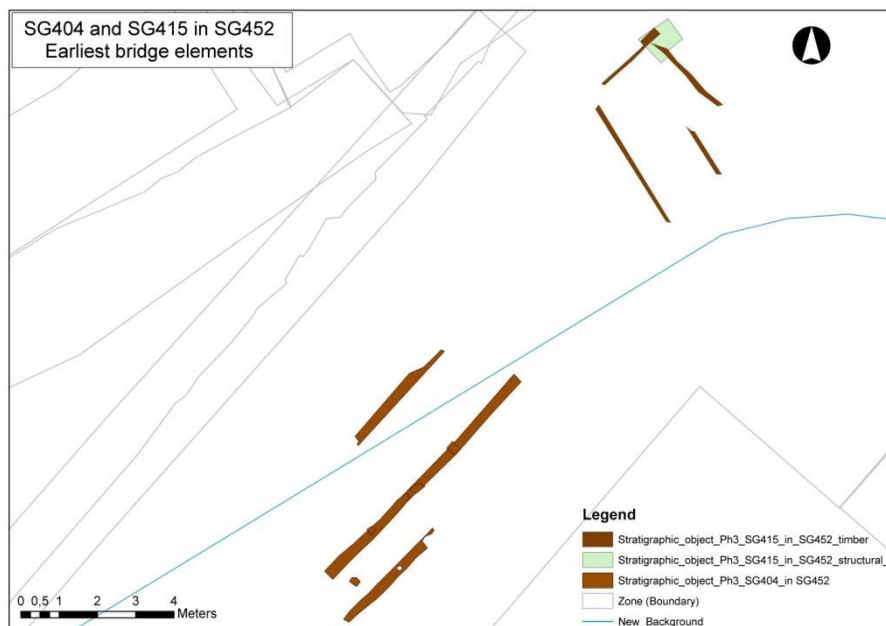 SG404 and SG415 in SG452
Earliest bridge elements
Legend
Stratigraphic_object_Ph3_SG415_in_SG452_timber
Stratigraphic_object_Ph3_SG415_in_SG452_structural_
Stratigraphic_object_Ph3_SG404_in SG452
Zone (Boundary)
New_Background
0 0,5 1 2 3 4
Meters